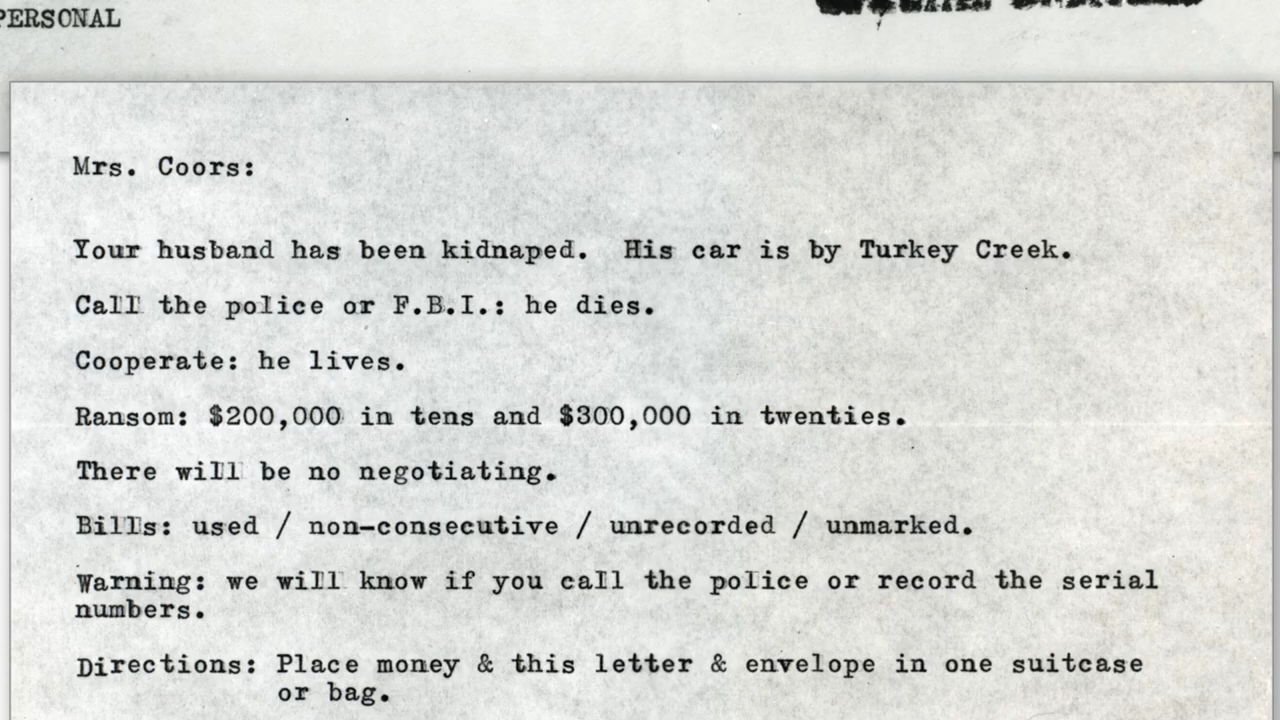 PERSONAL
Mrs. Coors:
Your husband has been kidnaped.  His car is by Turkey Creek.
Call the police or F.B.I.: he dies.
Cooperate: he lives.
Ransom: $200,000 in tens and $300,000 in twenties.
There will be no negotiating.
Bills: used / non-consecutive / unrecorded / unmarked.
Warning: we will know if you call the police or record the serial
numbers.
Directions: Place money & this letter & envelope in one suitcase
or bag.